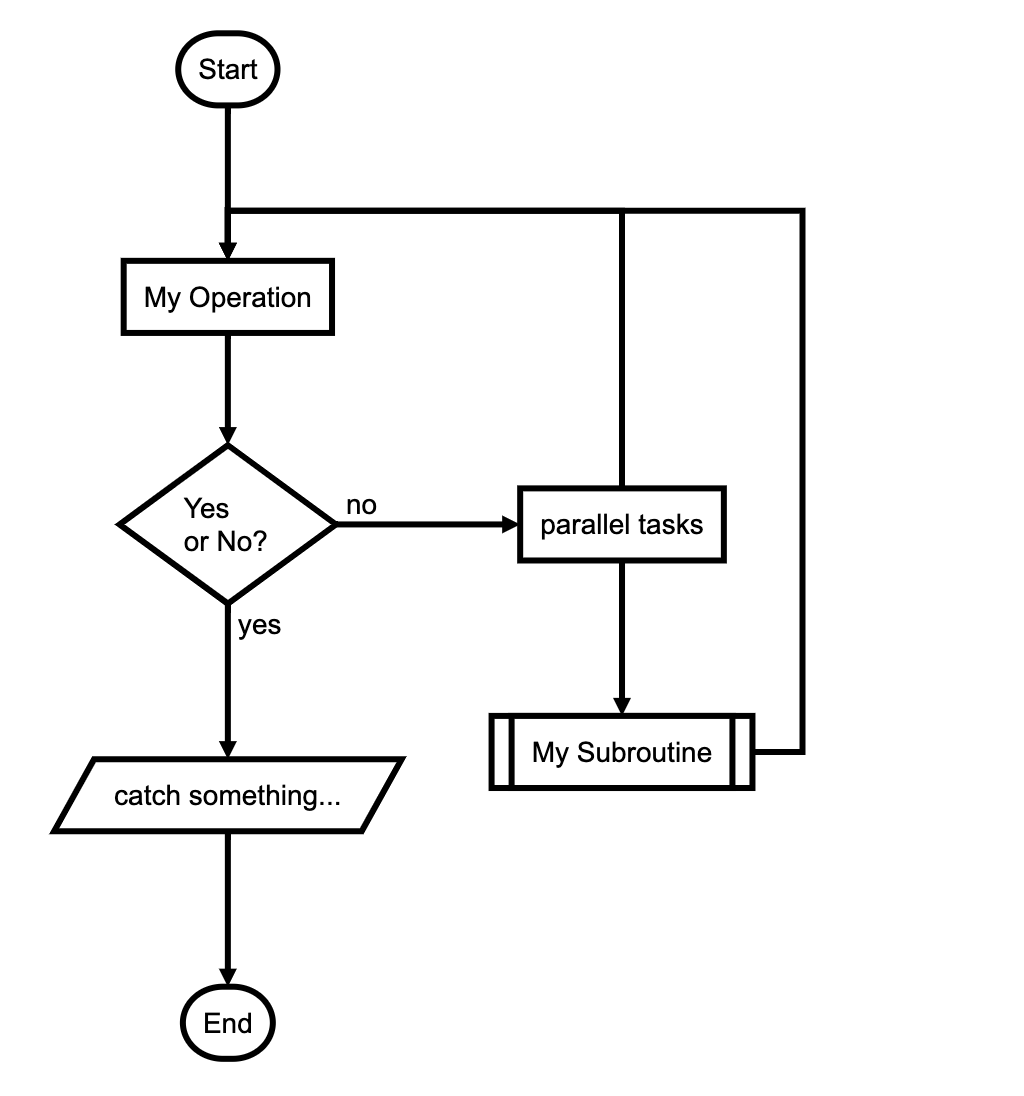 Start
My Operation
Yes
or No?
no
parallel tasks
yes
My Subroutine
catch something...
End